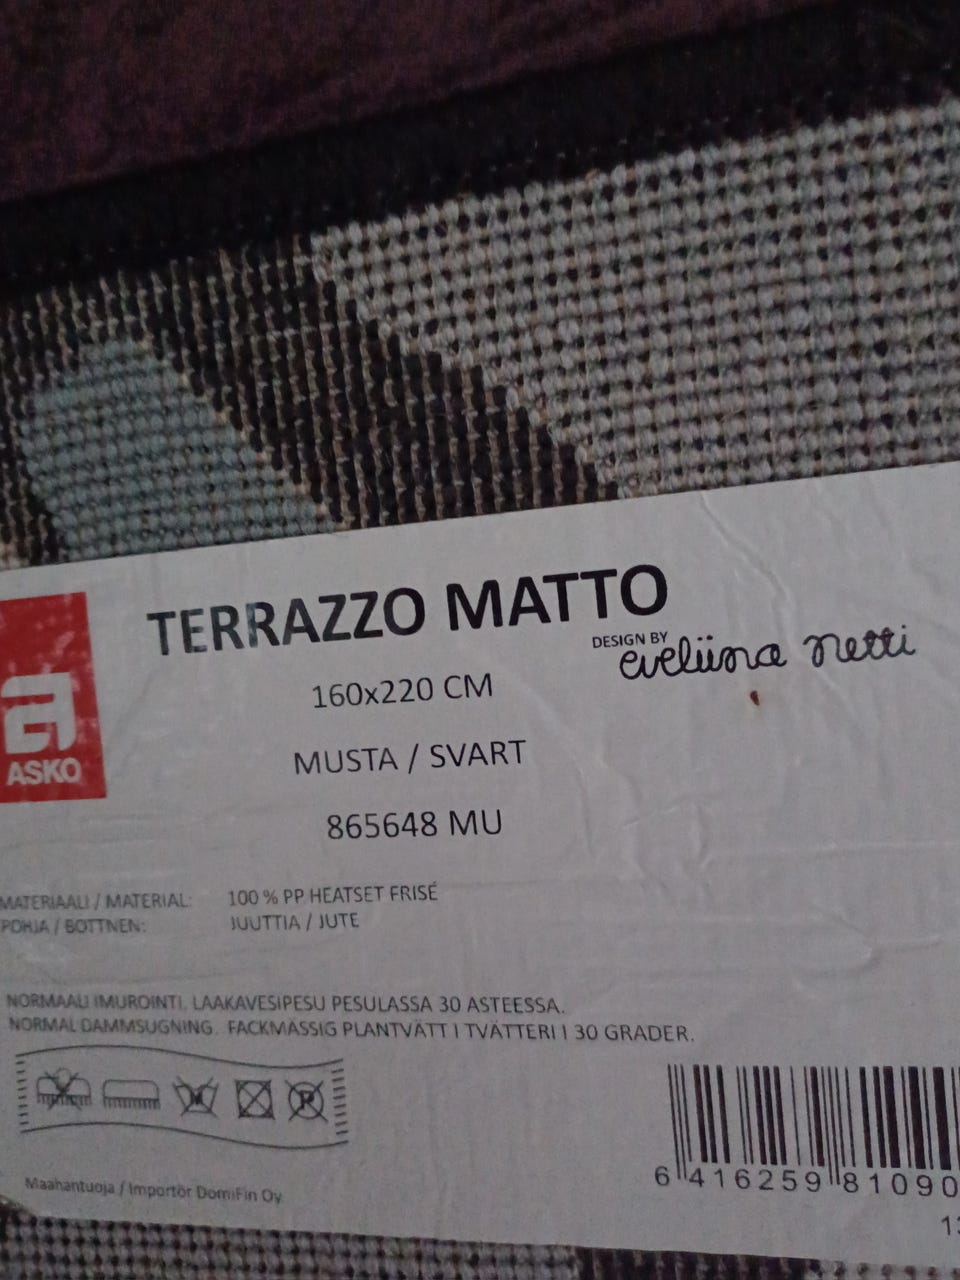 TERRAZZO MATTO
DESIGN BY
eveliina netti
160x220 CM
MUSTA / SVART
865648 MU
ASKO
MATERIAALI / MATERIAL: 100 % PP HEATSET FRISÉ
POHJA / BOTTNEN: JUUTTIA / JUTE
NORMAALI IMUROINTI. LAAKAVESIPESU PESULASSA 30 ASTEESSA.
NORMAL DAMMSUGNING. FACKMÄSSIG PLANTVÄTT I TVÄTTERI I 30 GRADER.
M
P
Maahantuoja / Importör DomiFin Oy
6 416259 81090